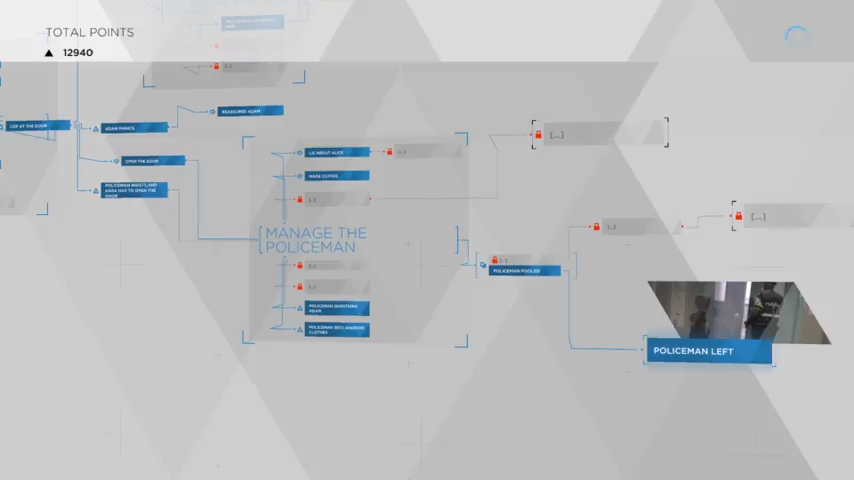 TOTAL POINTS
12940
COP AT THE DOOR
ADAM PANICS
REASSURES ADAM
OPEN THE DOOR
POLICEMAN INSISTS AND
KARA HAS TO OPEN THE
DOOR
LIE ABOUT ALICE
[...]
MADE COFFEE
[...]
[...]
MANAGE THE
POLICEMAN
[...]
[...]
POLICEMAN QUESTIONS
ADAM
POLICEMAN SEES ANDROID
CLOTHES
[...]
POLICEMAN FOOLED
[...]
[...]
POLICEMAN LEFT